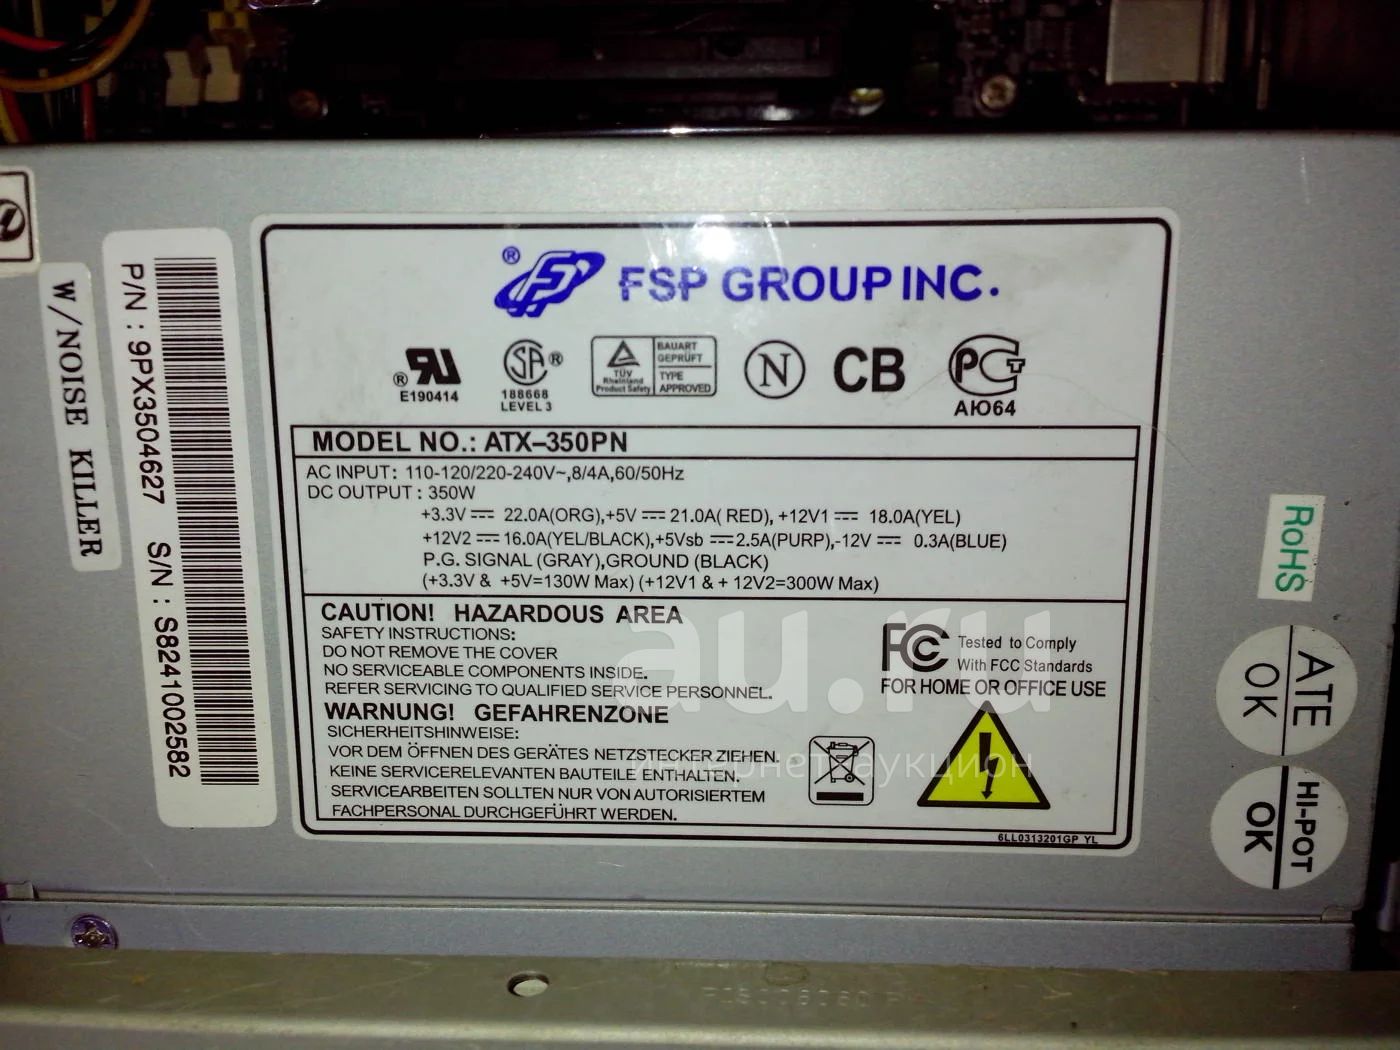 W/NOISE KILLER
P/N : 9PX3504627 S/N : S8241002582
® FSP GROUP INC.
® E190414
SA ®
188668
LEVEL 3
TÜV
Rheinland
Product Safety
BAUART
GEPRÜFT
TYPE
APPROVED
N
CB
PCT
АЮ64
MODEL NO.: ATX–350PN
AC INPUT: 110-120/220-240V~,8/4A,60/50Hz
DC OUTPUT : 350W
+3.3V ⎓ 22.0A(ORG),+5V ⎓ 21.0A( RED), +12V1 ⎓ 18.0A(YEL)
+12V2 ⎓ 16.0A(YEL/BLACK),+5Vsb ⎓ 2.5A(PURP),-12V ⎓ 0.3A(BLUE)
P.G. SIGNAL (GRAY),GROUND (BLACK)
(+3.3V & +5V=130W Max) (+12V1 & + 12V2=300W Max)
CAUTION! HAZARDOUS AREA
SAFETY INSTRUCTIONS:
DO NOT REMOVE THE COVER
NO SERVICEABLE COMPONENTS INSIDE.
REFER SERVICING TO QUALIFIED SERVICE PERSONNEL.
WARNUNG! GEFAHRENZONE
SICHERHEITSHINWEISE:
VOR DEM ÖFFNEN DES GERÄTES NETZSTECKER ZIEHEN.
KEINE SERVICERELEVANTEN BAUTEILE ENTHALTEN.
SERVICEARBEITEN SOLLTEN NUR VON AUTORISIERTEM
FACHPERSONAL DURCHGEFÜHRT WERDEN.
FC Tested to Comply
With FCC Standards
FOR HOME OR OFFICE USE
6LL0313201GP YL
RoHS
ATE
OK
HI-POT
OK
au.ru
интернет аукцион